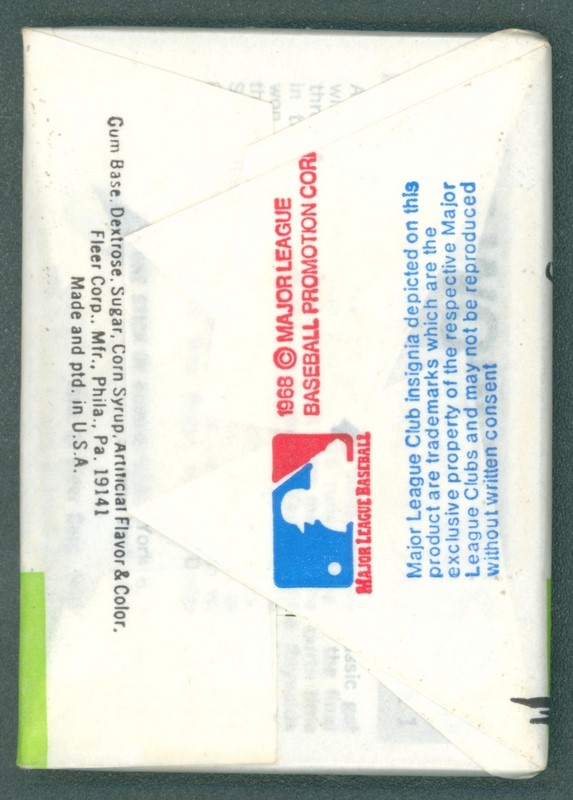 Gum Base, Dextrose, Sugar, Corn Syrup, Artificial Flavor & Color.
Fleer Corp., Mfr., Phila., Pa. 19141
Made and ptd. in U.S.A.
1968 © MAJOR LEAGUE
BASEBALL PROMOTION COR
MAJOR LEAGUE BASEBALL
Major League Club insignia depicted on this
product are trademarks which are the
exclusive property of the respective Major
League Clubs and may not be reproduced
without written consent